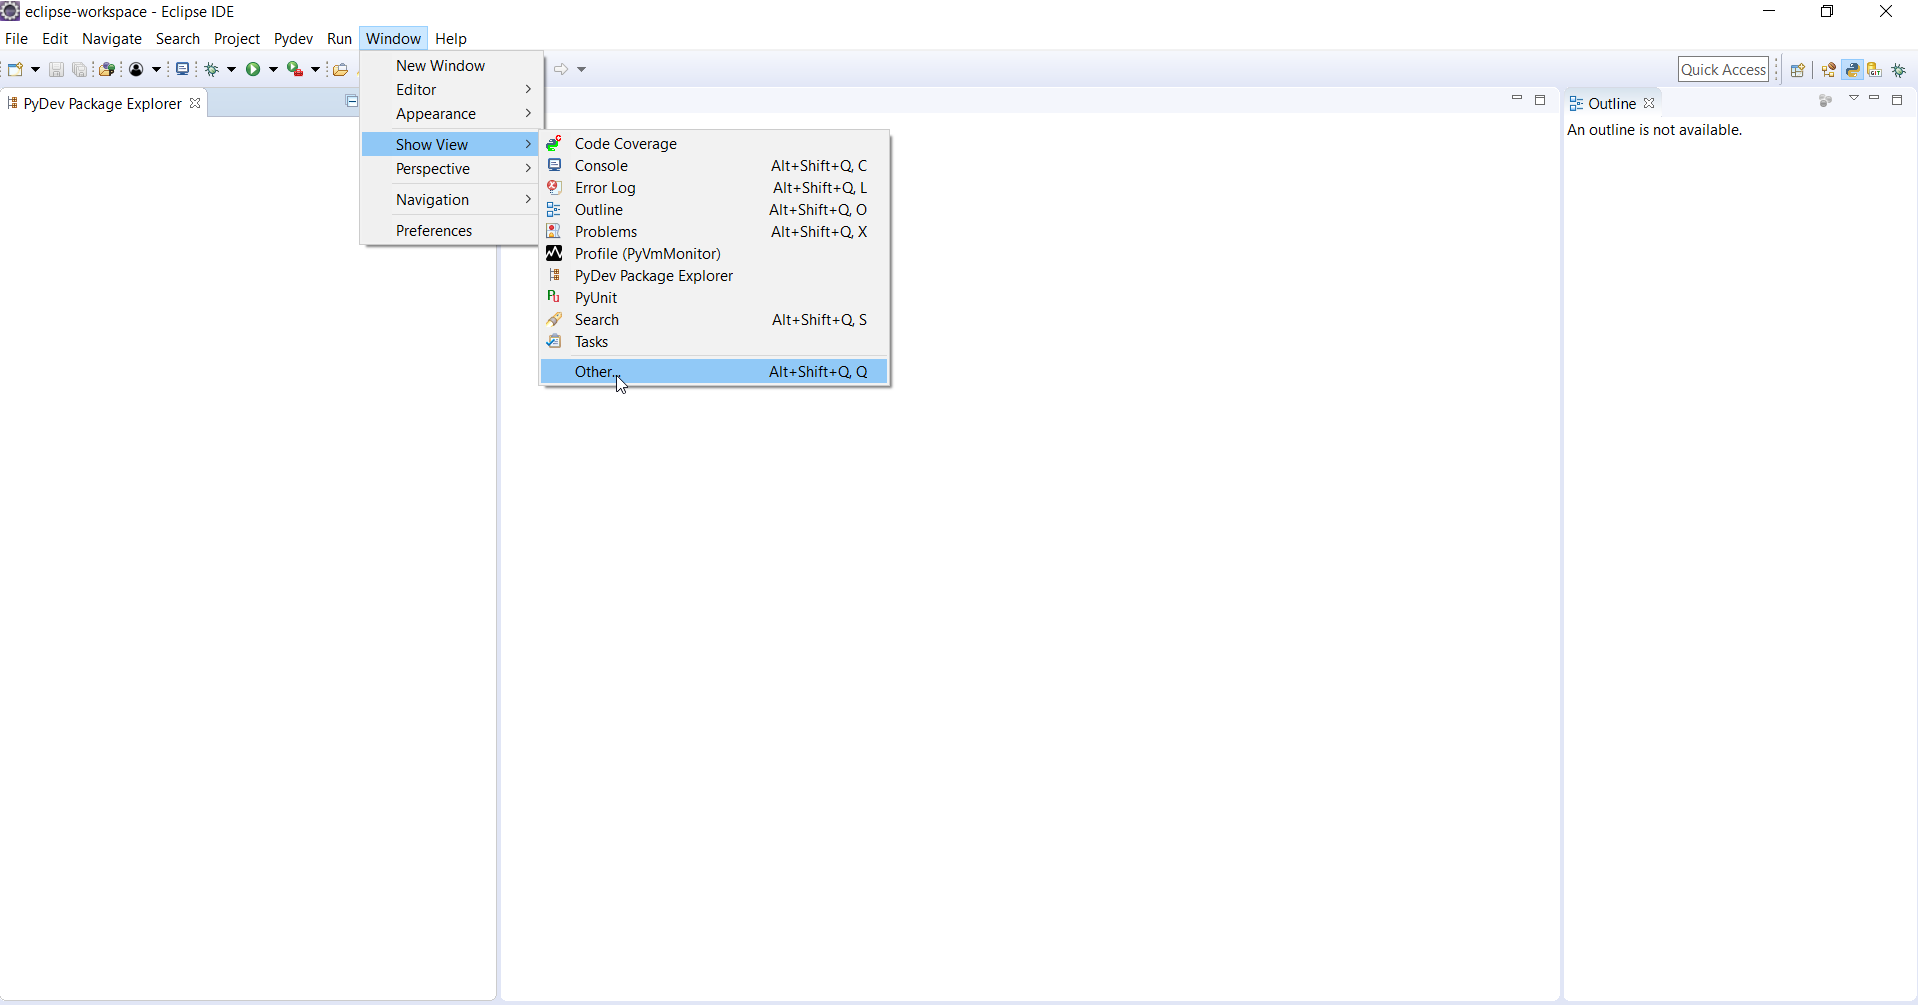 eclipse-workspace - Eclipse IDE
File Edit Navigate Search Project Pydev Run Window Help
Quick Access
PyDev Package Explorer
New Window
Editor
Appearance
Show View
Perspective
Navigation
Preferences
Code Coverage
Console Alt+Shift+Q, C
Error Log Alt+Shift+Q, L
Outline Alt+Shift+Q, O
Problems Alt+Shift+Q, X
Profile (PyVmMonitor)
PyDev Package Explorer
PyUnit
Search Alt+Shift+Q, S
Tasks
Other... Alt+Shift+Q, Q
Outline
An outline is not available.